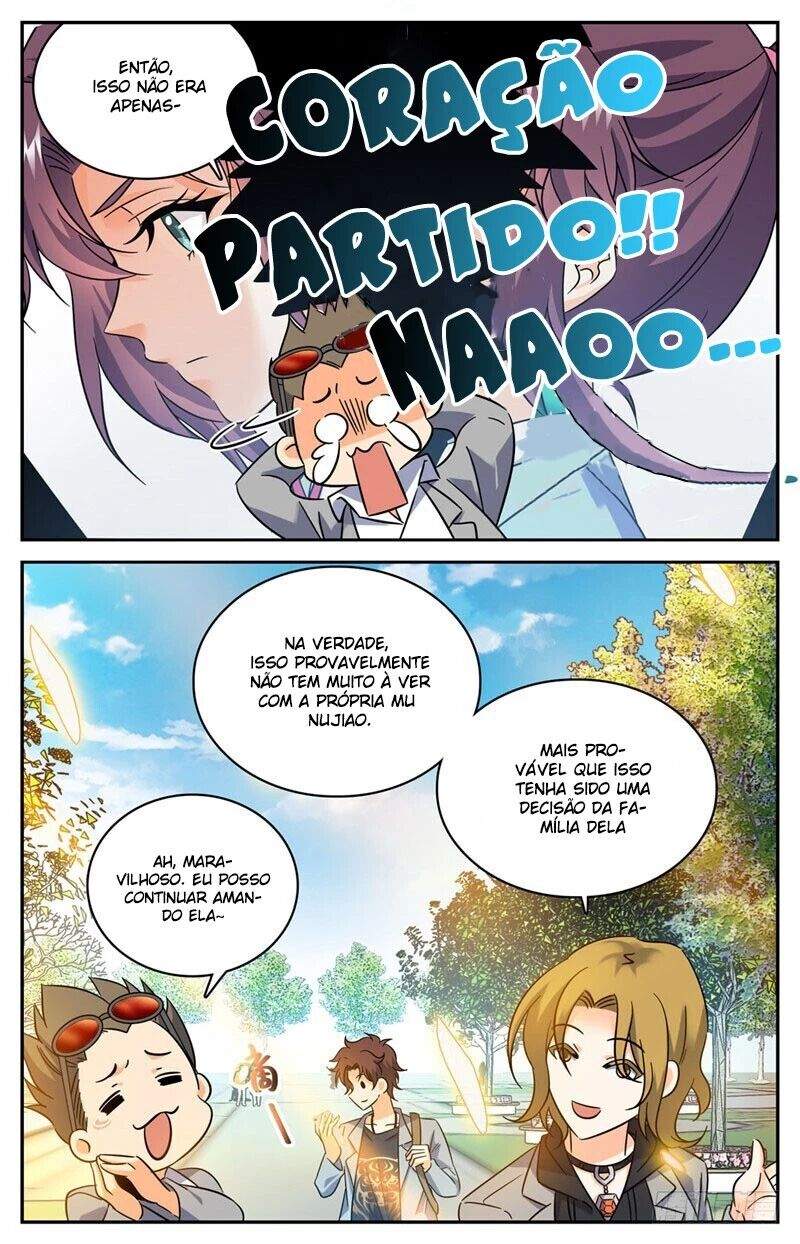 ENTÃO,
ISSO NÃO ERA
APENAS-
CORAÇÃO
PARTIDO!!
NAAOO...
NA VERDADE,
ISSO PROVAVELMENTE
NÃO TEM MUITO À VER
COM A PRÓPRIA MU
NUJIAO.
MAIS PRO-
VÁVEL QUE ISSO
TENHA SIDO UMA
DECISÃO DA FA-
MÍLIA DELA
AH, MARA-
VILHOSO. EU POSSO
CONTINUAR AMAN-
DO ELA~